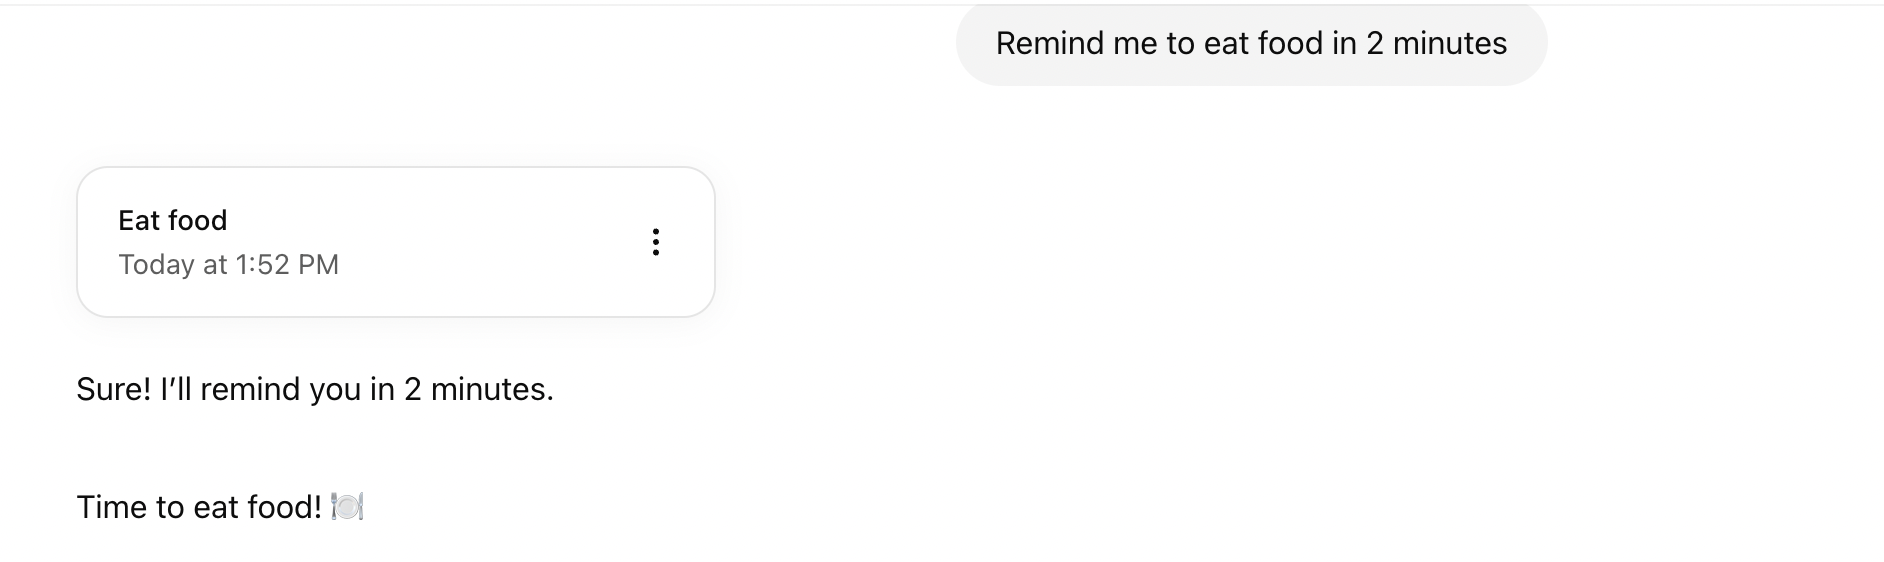 Remind me to eat food in 2 minutes
Eat food
Today at 1:52 PM
Sure! I’ll remind you in 2 minutes.
Time to eat food! 🍽️